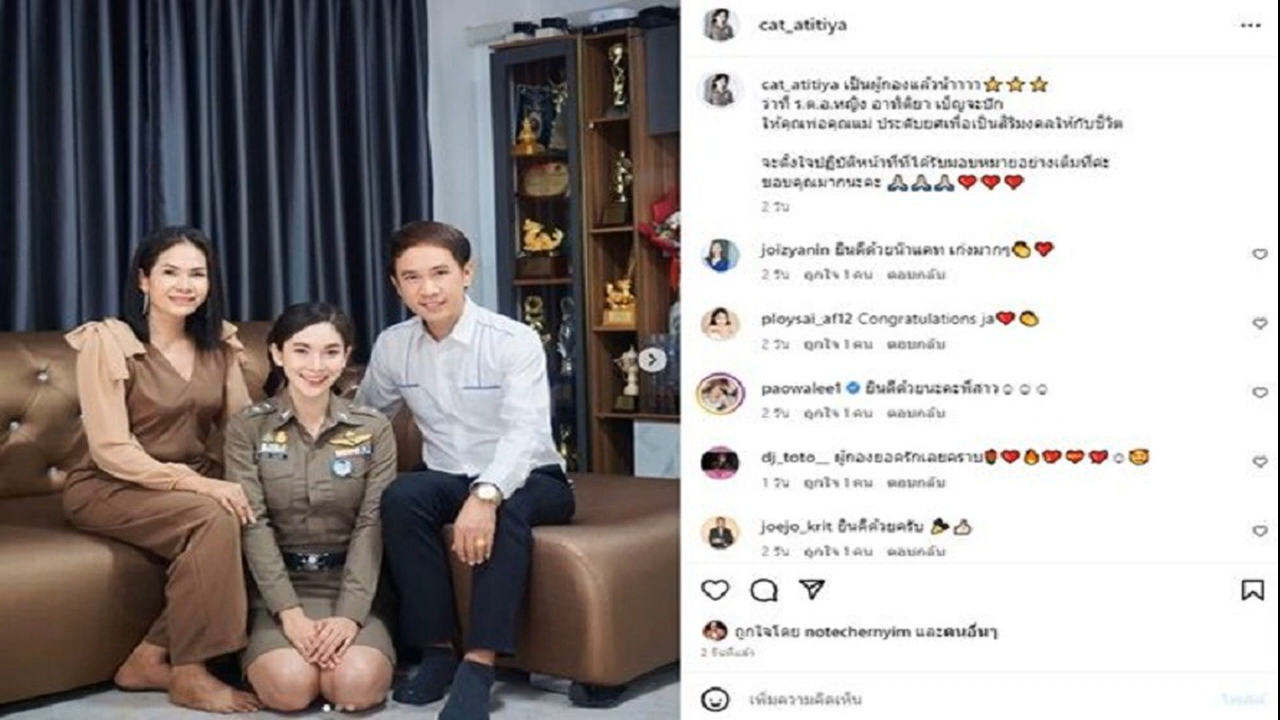 cat_atitiya
cat_atitiya เป็นผู้กองแล้วน้าาาา⭐⭐⭐
ว่าที่ ร.ต.อ.หญิง อาทิติยา เบ็ญจะปัก
ให้คุณพ่อคุณแม่ ประดับยศเพื่อเป็นสิริมงคลให้กับชีวิต
จะตั้งใจปฏิบัติหน้าที่ที่ได้รับมอบหมายอย่างเต็มที่ค่ะ
ขอบคุณมากนะคะ 🙏🙏🙏❤️❤️❤️
2 วัน
joizyanin ยินดีด้วยน้าแคท เก่งมากๆ👏❤️
2 วัน ถูกใจ 1 คน ตอบกลับ
ploysai_af12 Congratulations ja❤️👏
2 วัน ถูกใจ 1 คน ตอบกลับ
paowalee1 ยินดีด้วยนะคะพี่สาว☺☺☺
2 วัน ถูกใจ 1 คน ตอบกลับ
dj_toto__ ผู้กองยอดรักเลยคราบ
1 วัน ถูกใจ 1 คน ตอบกลับ
joejo_krit ยินดีด้วยครับ
2 วัน ถูกใจ 1 คน ตอบกลับ
ถูกใจโดย notechernyim และคนอื่นๆ
2 วันที่แล้ว
เพิ่มความคิดเห็น
โพสต์